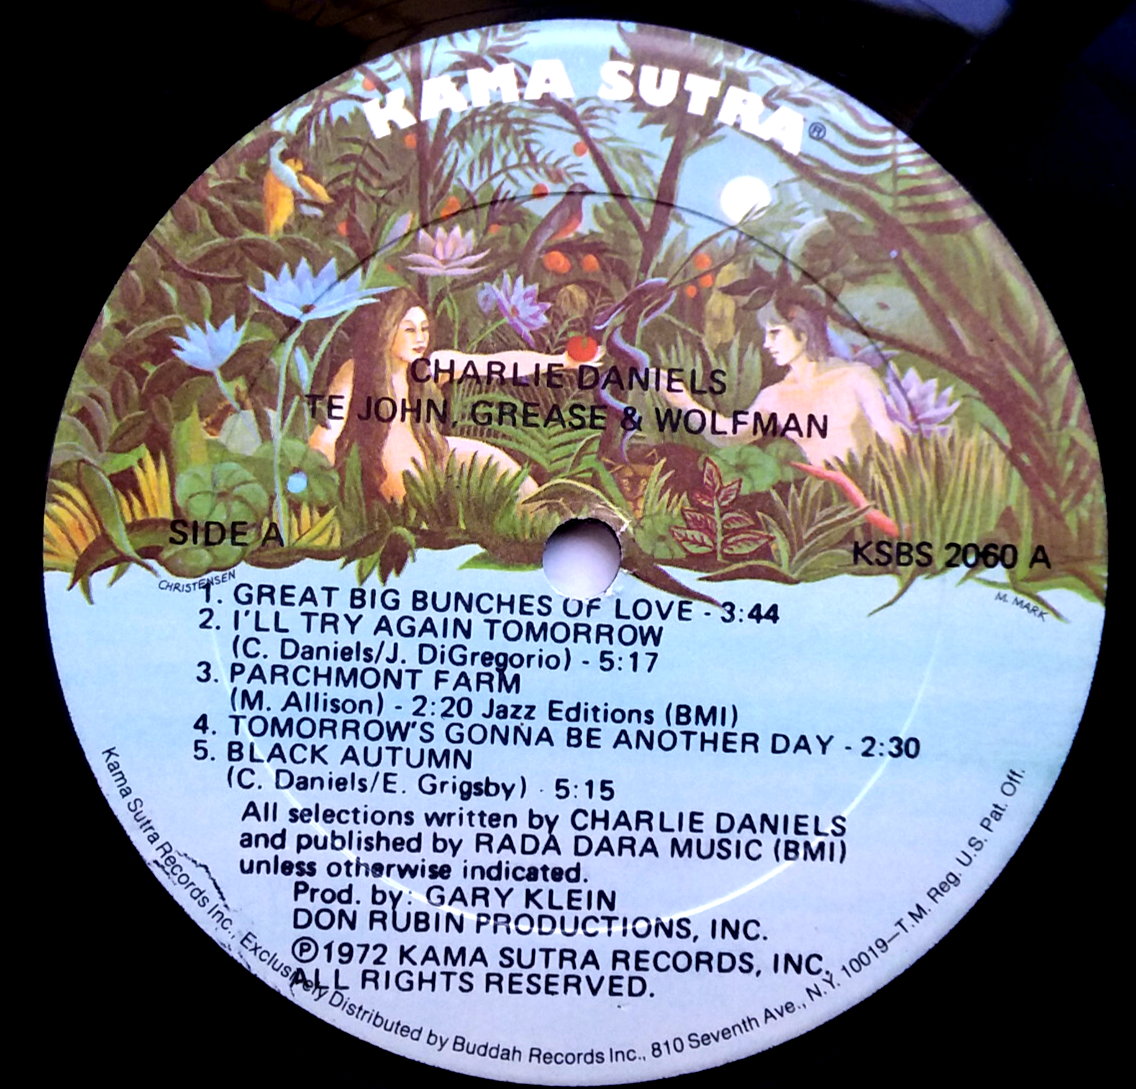 KAMA SUTRA®
CHARLIE DANIELS
TE JOHN, GREASE & WOLFMAN
SIDE A
KSBS 2060 A
CHRISTENSEN
M. MARK
1. GREAT BIG BUNCHES OF LOVE - 3:44
2. I'LL TRY AGAIN TOMORROW
(C. Daniels/J. DiGregorio) - 5:17
3. PARCHMONT FARM
(M. Allison) - 2:20 Jazz Editions (BMI)
4. TOMORROW'S GONNA BE ANOTHER DAY - 2:30
5. BLACK AUTUMN
(C. Daniels/E. Grigsby) - 5:15
All selections written by CHARLIE DANIELS
and published by RADA DARA MUSIC (BMI)
unless otherwise indicated.
Prod. by: GARY KLEIN
DON RUBIN PRODUCTIONS, INC.
℗1972 KAMA SUTRA RECORDS, INC.
ALL RIGHTS RESERVED.
Kama Sutra Records Inc., Exclusively Distributed by Buddah Records Inc., 810 Seventh Ave., N.Y. 10019—T.M. Reg. U.S. Pat. Off.